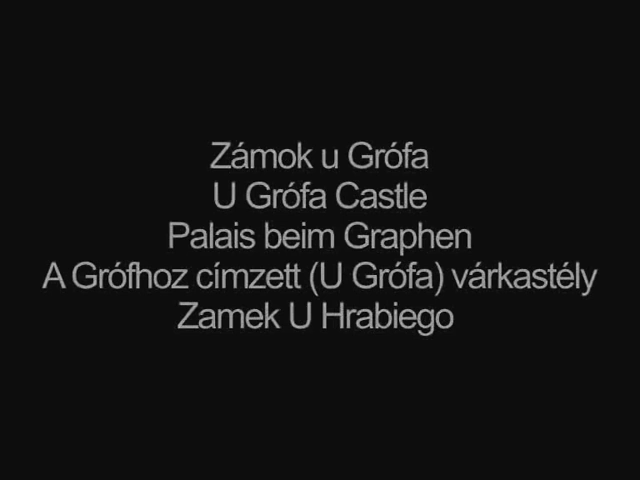 Zámok u Grófa
U Grófa Castle
Palais beim Graphen
A Grófhoz címzett (U Grófa) várkastély
Zamek U Hrabiego